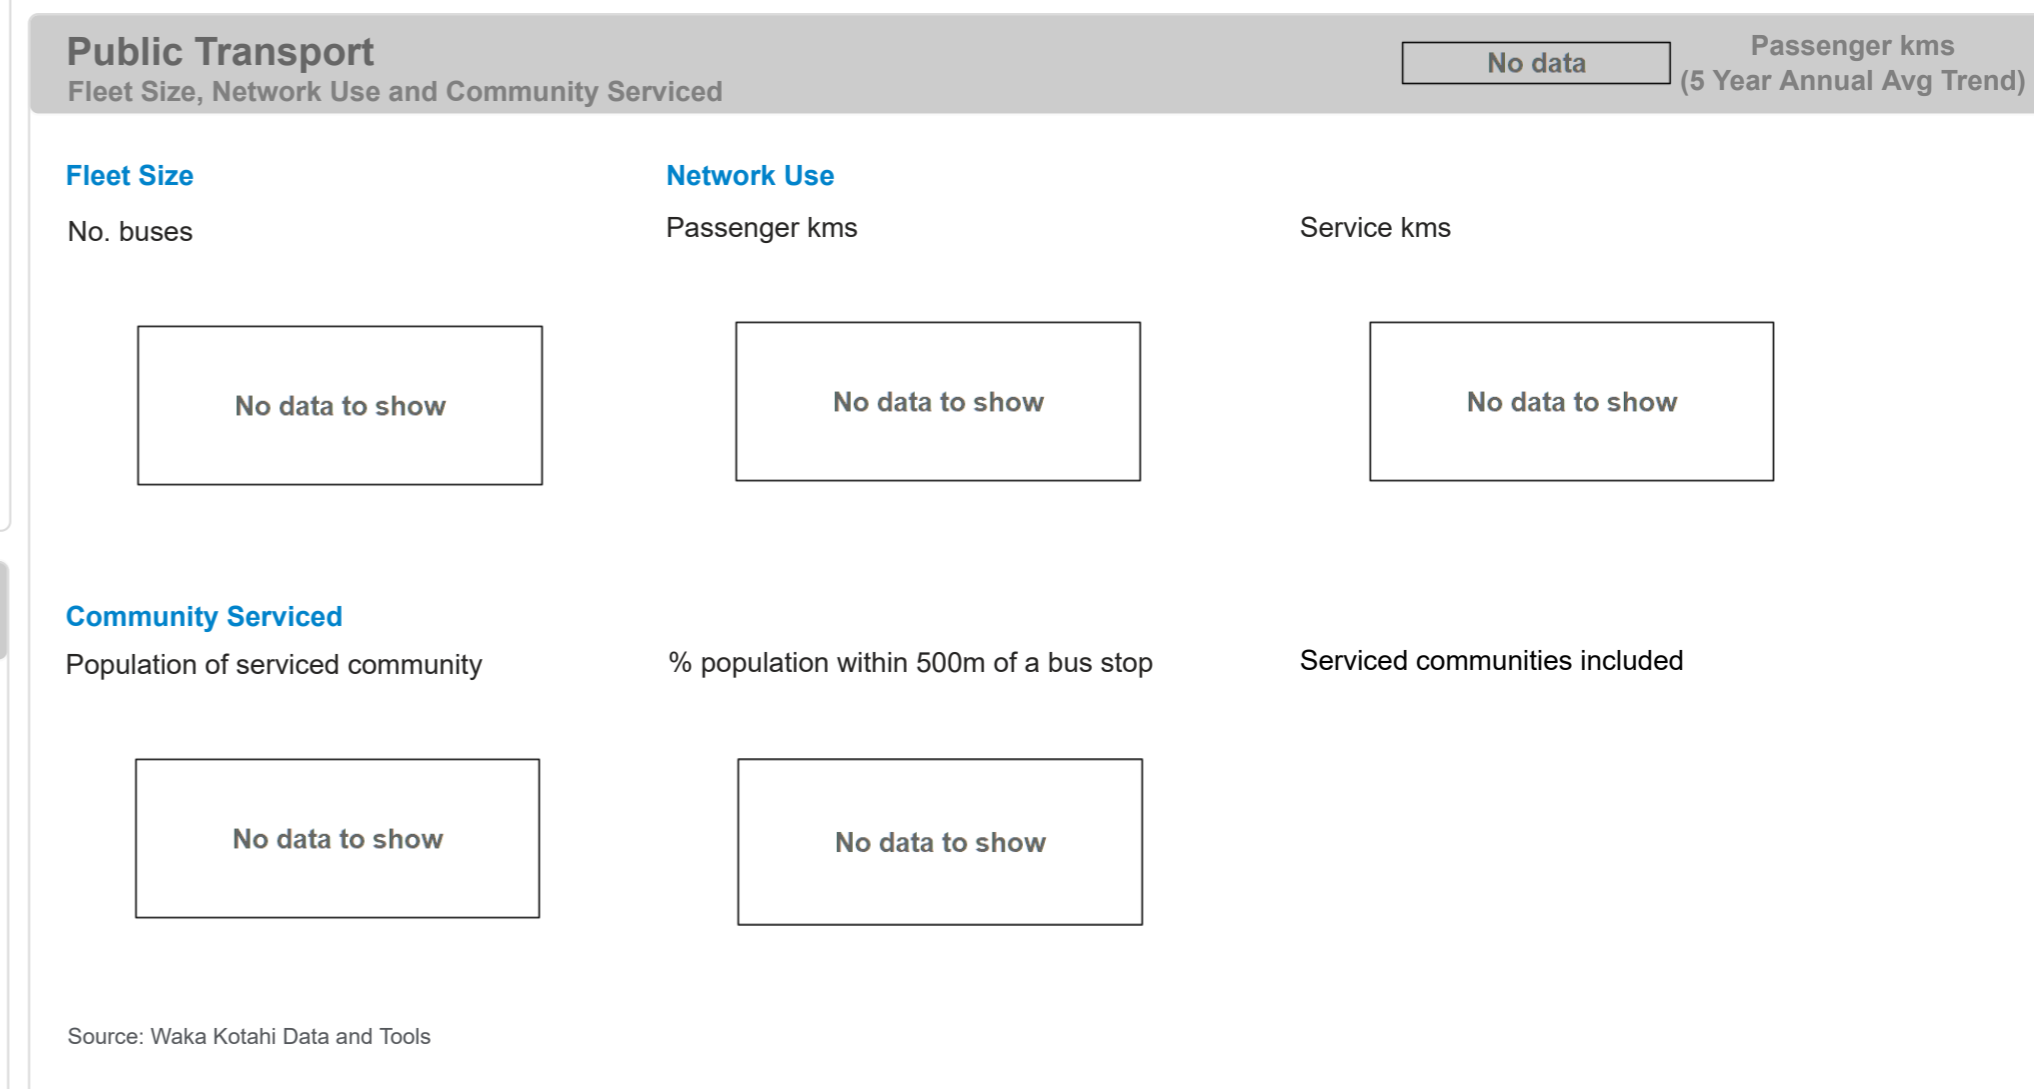 Public Transport
Fleet Size, Network Use and Community Serviced
No data
Passenger kms
(5 Year Annual Avg Trend)
Fleet Size
No. buses
No data to show
Network Use
Passenger kms
No data to show
Service kms
No data to show
Community Serviced
Population of serviced community
No data to show
% population within 500m of a bus stop
No data to show
Serviced communities included
Source: Waka Kotahi Data and Tools